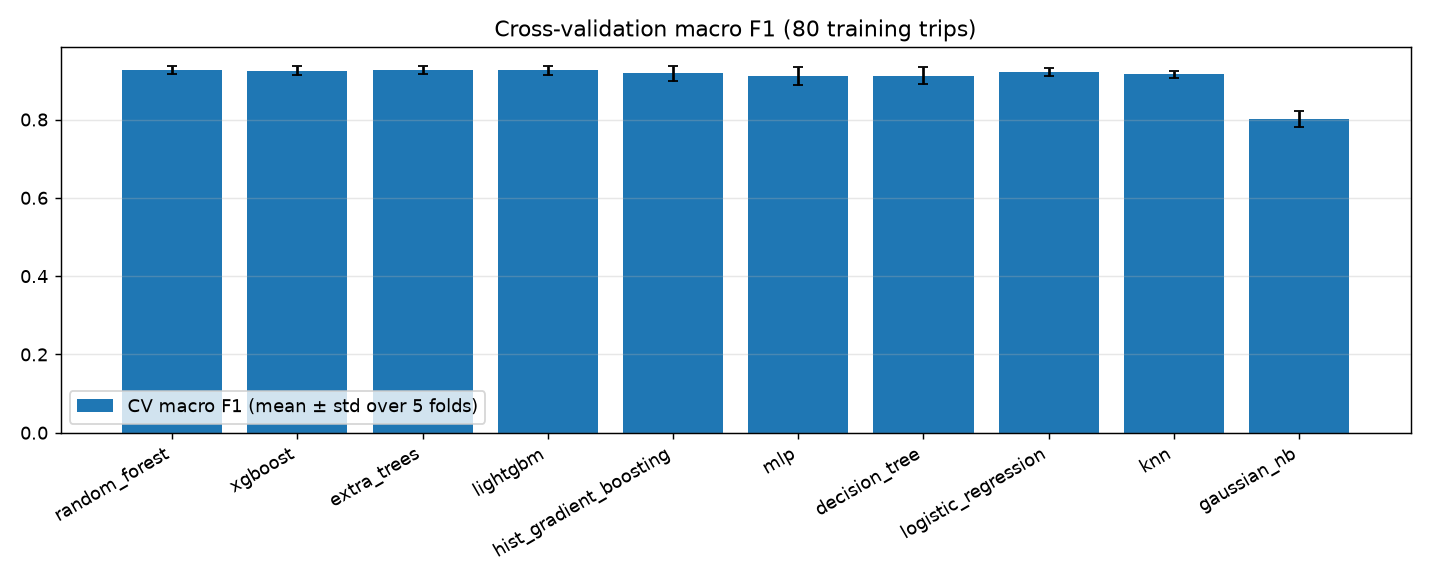 Cross-validation macro F1 (80 training trips)
0.8
0.6
0.4
0.2
0.0
CV macro F1 (mean ± std over 5 folds)
random_forest
xgboost
extra_trees
lightgbm
hist_gradient_boosting
mlp
decision_tree
logistic_regression
knn
gaussian_nb